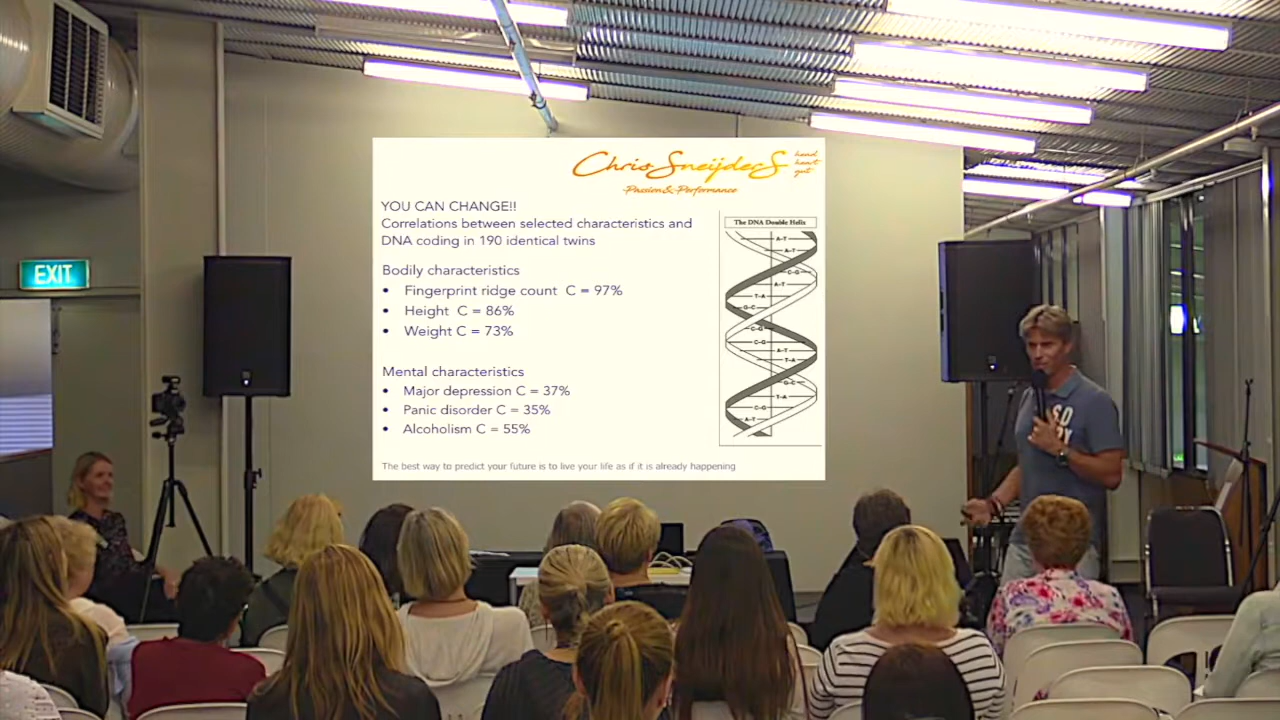 EXIT
Chris SneijderS
head
heart
gut
Passion & Performance
YOU CAN CHANGE!!
Correlations between selected characteristics and
DNA coding in 190 identical twins
Bodily characteristics
• Fingerprint ridge count C = 97%
• Height C = 86%
• Weight C = 73%
Mental characteristics
• Major depression C = 37%
• Panic disorder C = 35%
• Alcoholism C = 55%
The best way to predict your future is to live your life as if it is already happening
The DNA Double Helix
A–T
A–T
C–G
A–T
T–A
G–C
C–G
C–G
A–T
T–A
G–C
T–A
C–G
A–T